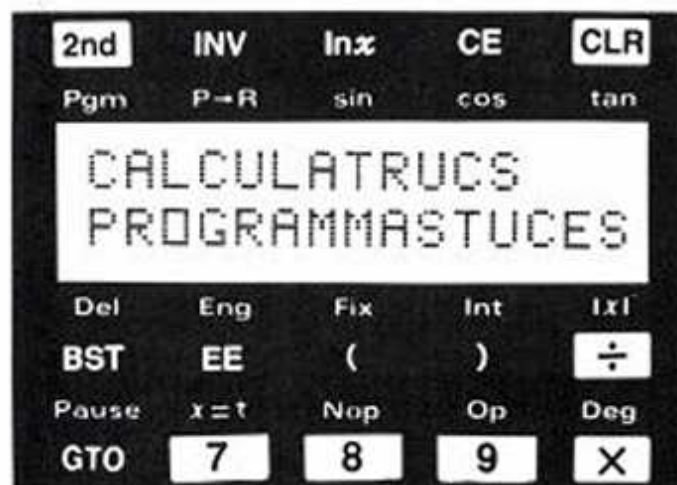 2nd INV lnx CE CLR
Pgm P→R sin cos tan
CALCULATRUCS
PROGRAMMASTUCES
Del Eng Fix Int |x|
BST EE ( ) ÷
Pause x=t Nop Op Deg
GTO 7 8 9 ×